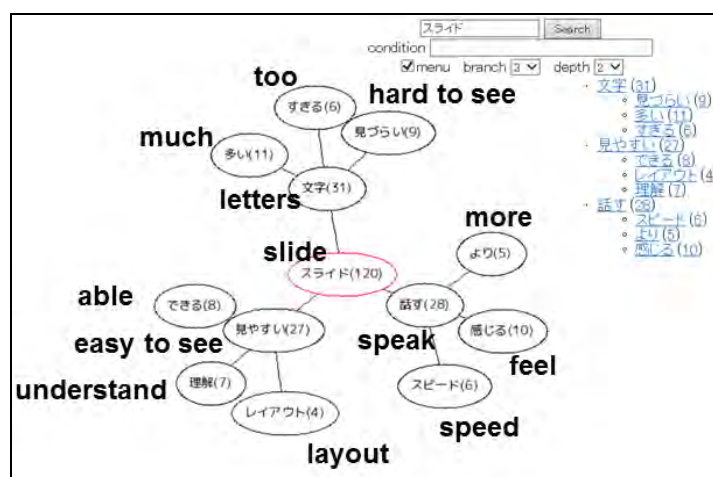 スライド Search
condition
menu branch 3 depth 2
文字 (31)
見づらい (9)
多い (11)
すぎる (6)
見やすい (27)
できる (8)
レイアウト (4
理解 (7)
話す (28)
スピード (6)
より (5)
感じる (10)
too
すぎる(6)
hard to see
見づらい(9)
much
多い(11)
letters
文字(31)
more
より(5)
slide
スライド(120)
able
できる(8)
easy to see
見やすい(27)
話す(28)
speak
感じる(10)
feel
understand
理解(7)
スピード(6)
speed
レイアウト(4)
layout